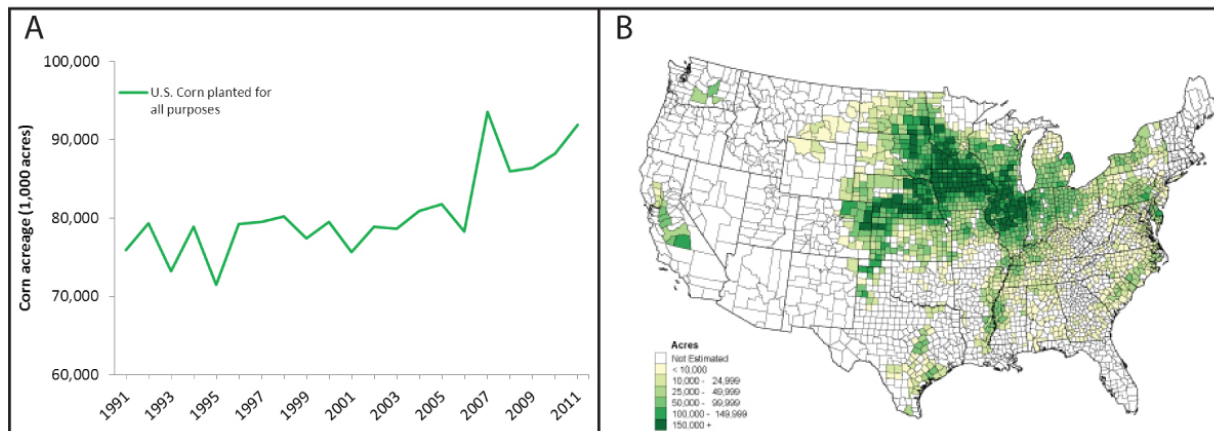 A
100,000
90,000
80,000
70,000
60,000
Corn acreage (1,000 acres)
U.S. Corn planted for
all purposes
1991
1993
1995
1997
1999
2001
2003
2005
2007
2009
2011
B
Acres
Not Estimated
< 10,000
10,000 - 24,999
25,000 - 49,999
50,000 - 99,999
100,000 - 149,999
150,000 +